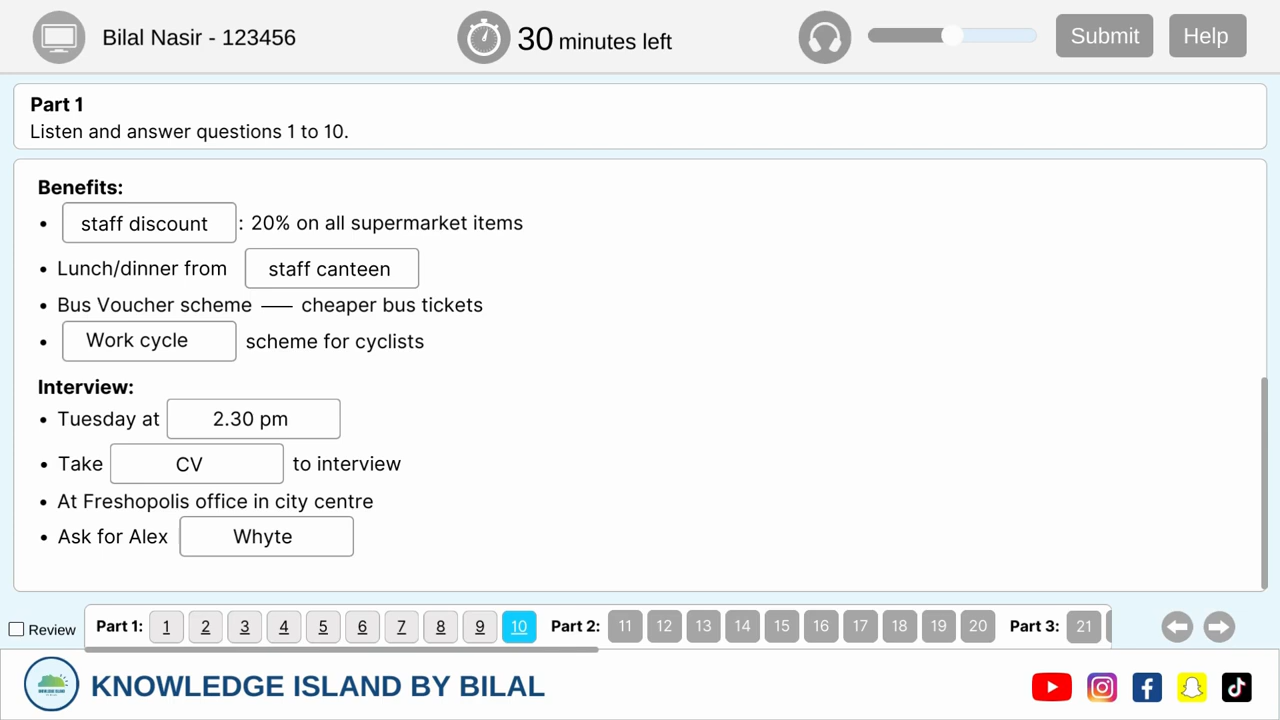 Bilal Nasir - 123456
30 minutes left
Submit
Help
Part 1
Listen and answer questions 1 to 10.
Benefits:
• staff discount : 20% on all supermarket items
• Lunch/dinner from staff canteen
• Bus Voucher scheme — cheaper bus tickets
• Work cycle scheme for cyclists
Interview:
• Tuesday at 2.30 pm
• Take CV to interview
• At Freshopolis office in city centre
• Ask for Alex Whyte
Review
Part 1: 1 2 3 4 5 6 7 8 9 10 Part 2: 11 12 13 14 15 16 17 18 19 20 Part 3: 21
KNOWLEDGE ISLAND BY BILAL